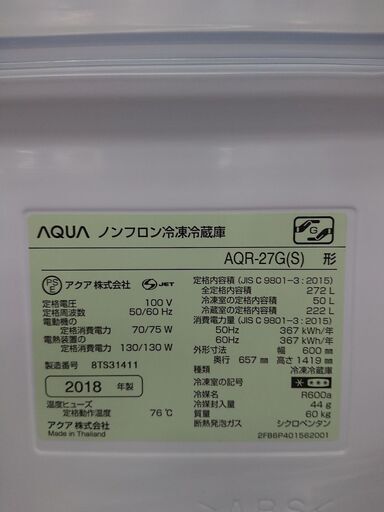 AQUA ノンフロン冷凍冷蔵庫
G
AQR-27G(S) 形
PS E アクア株式会社 S JET
定格電圧 100 V
定格周波数 50/60 Hz
電動機の
定格消費電力 70/75 W
電熱装置の
定格消費電力 130/130 W
製造番号 8TS31411
2018 年製
温度ヒューズ
定格動作温度 76℃
アクア株式会社
Made in Thailand
定格内容積 (JIS C 9801-3 : 2015)
全定格内容積 272 L
冷凍室の定格内容積 50 L
冷蔵室の定格内容積 222 L
消費電力量 (JIS C 9801-3 : 2015)
50Hz 367 kWh/年
60Hz 367 kWh/年
外形寸法 幅 600 mm
奥行 657 mm 高さ 1419 mm
種類 冷凍冷蔵庫
冷凍室の記号
冷媒名 R600a
冷媒封入量 44 g
質量 60 kg
断熱発泡ガス シクロペンタン
2FB6P401562001
>ABS<